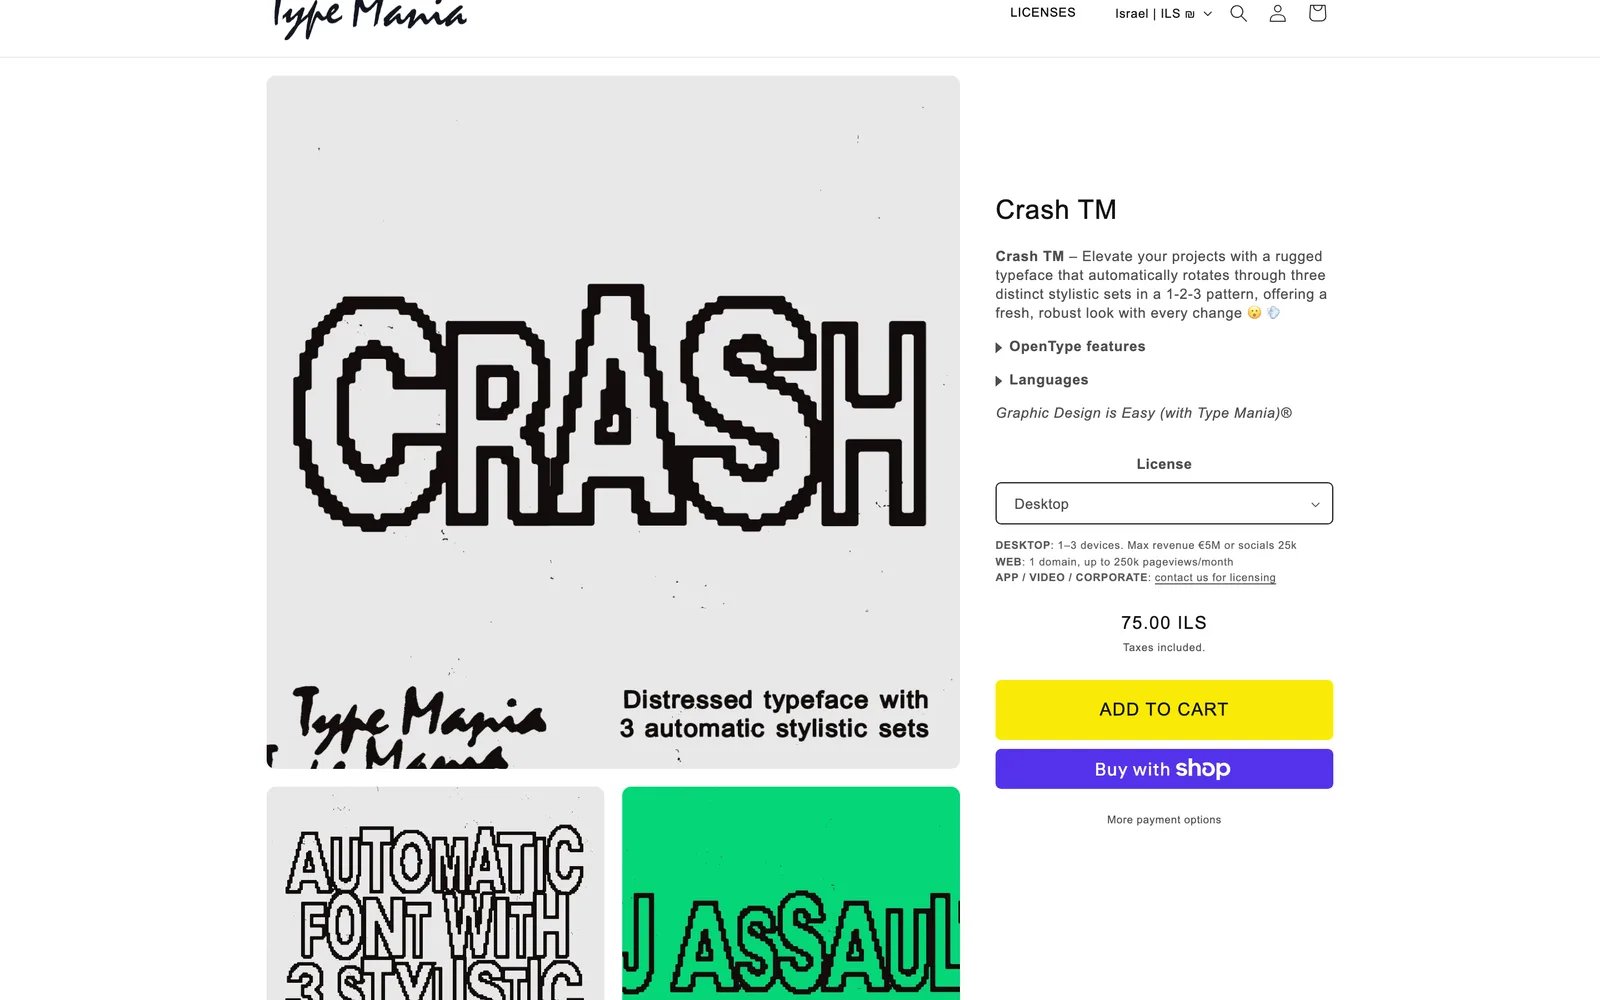 Type Mania
LICENSES
Israel | ILS ₪
CRASH
Type Mania
Mania
Distressed typeface with
3 automatic stylistic sets
Crash TM
Crash TM – Elevate your projects with a rugged
typeface that automatically rotates through three
distinct stylistic sets in a 1-2-3 pattern, offering a
fresh, robust look with every change 😮 💨
OpenType features
Languages
Graphic Design is Easy (with Type Mania)®
License
Desktop
DESKTOP: 1–3 devices. Max revenue €5M or socials 25k
WEB: 1 domain, up to 250k pageviews/month
APP / VIDEO / CORPORATE: contact us for licensing
75.00 ILS
Taxes included.
ADD TO CART
Buy with shop
More payment options
AUTOMATIC
FONT WITH
3 STYLISTIC
J ASSAUL